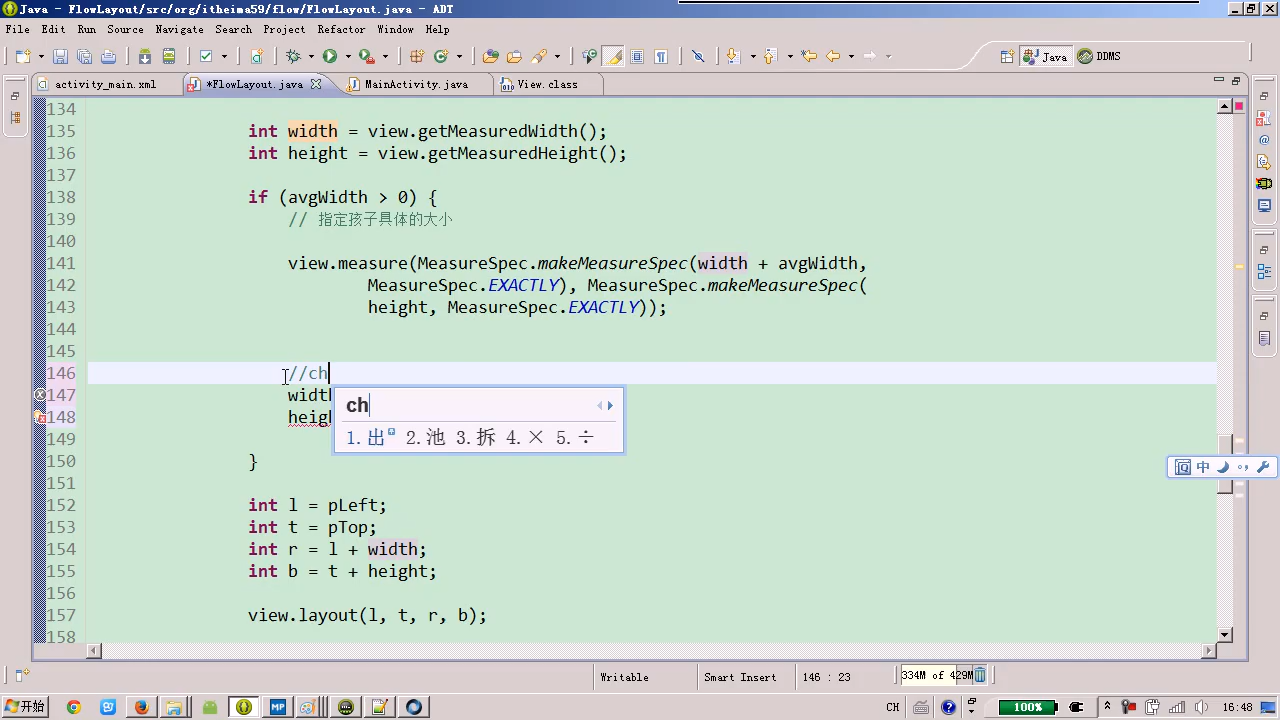 Java - FlowLayout/src/org/itheima59/flow/FlowLayout.java - ADT
File Edit Run Source Navigate Search Project Refactor Window Help
Java DDMS
activity_main.xml *FlowLayout.java MainActivity.java View.class
134
135 int width = view.getMeasuredWidth();
136 int height = view.getMeasuredHeight();
137
138 if (avgWidth > 0) {
139 // 指定孩子具体的大小
140
141 view.measure(MeasureSpec.makeMeasureSpec(width + avgWidth,
142 MeasureSpec.EXACTLY), MeasureSpec.makeMeasureSpec(
143 height, MeasureSpec.EXACTLY));
144
145
146 //ch
147 width
148 heigh
ch
1.出 2.池 3.拆 4.× 5.÷
149
150 }
151
152 int l = pLeft;
153 int t = pTop;
154 int r = l + width;
155 int b = t + height;
156
157 view.layout(l, t, r, b);
158
中
Writable Smart Insert 146 : 23 334M of 429M
开始 MP CH 100% 16:48